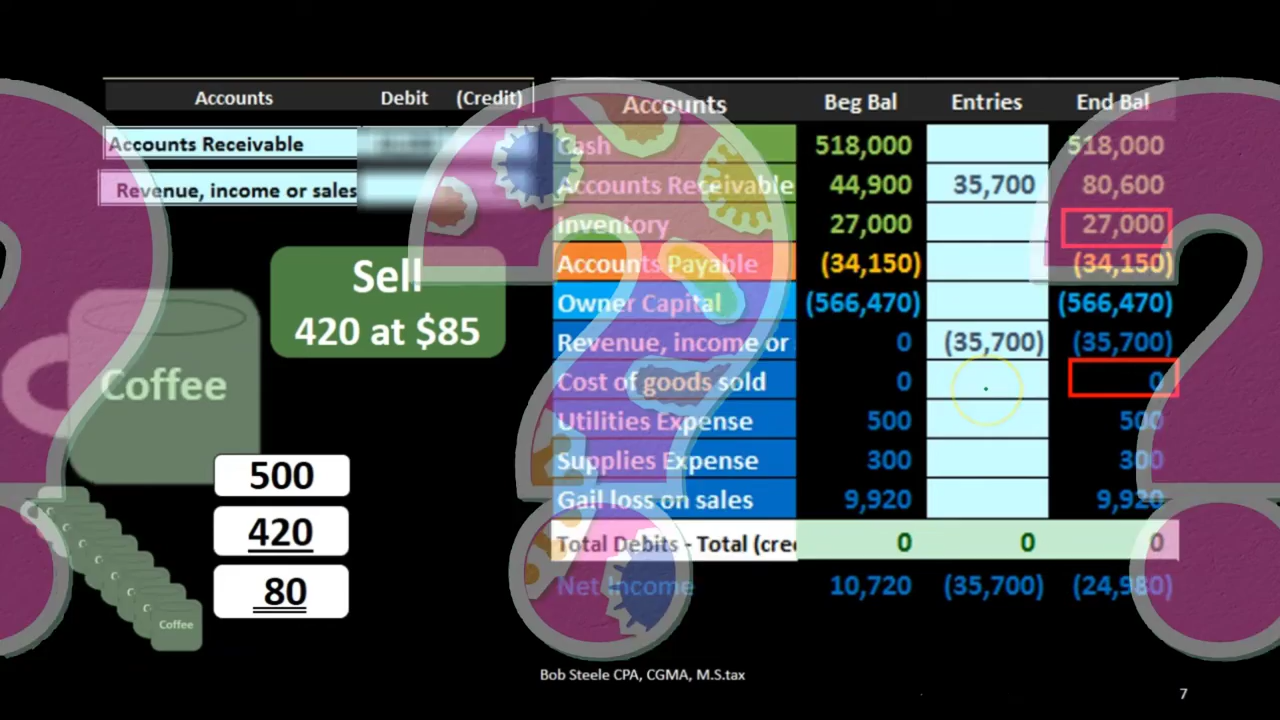 Accounts Debit (Credit)
Accounts Receivable
Revenue, income or sales
Sell
420 at $85
Coffee
500
420
80
Coffee
Accounts Beg Bal Entries End Bal
Cash 518,000 518,000
Accounts Receivable 44,900 35,700 80,600
Inventory 27,000 27,000
Accounts Payable (34,150) (34,150)
Owner Capital (566,470) (566,470)
Revenue, income or 0 (35,700) (35,700)
Cost of goods sold 0 0
Utilities Expense 500 500
Supplies Expense 300 300
Gail loss on sales 9,920 9,920
Total Debits - Total (cre 0 0 0
Net Income 10,720 (35,700) (24,980)
Bob Steele CPA, CGMA, M.S.tax
7